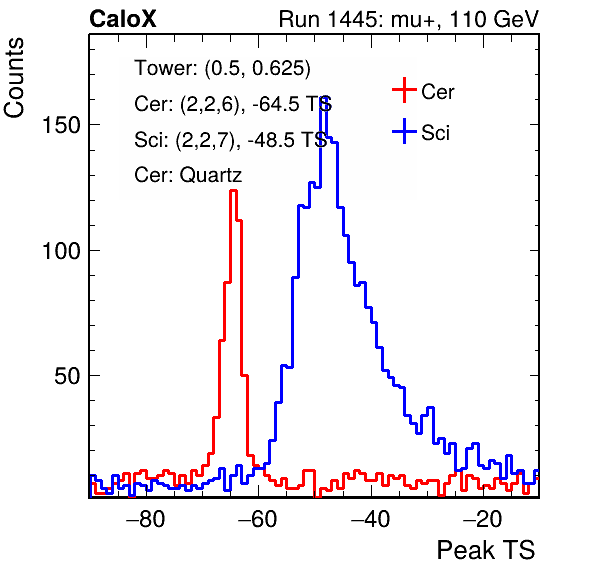 CaloX Run 1445: mu+, 110 GeV
Counts
Tower: (0.5, 0.625)
Cer: (2,2,6), -64.5 TS
Sci: (2,2,7), -48.5 TS
Cer: Quartz
Cer
Sci
150
100
50
−80 −60 −40 −20
Peak TS